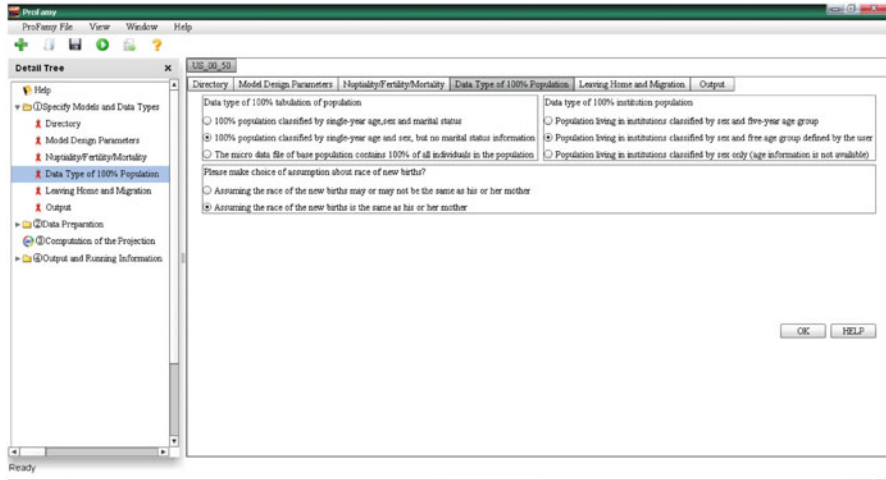 ProFamy
ProFamy File View Window Help
Detail Tree ×
Help
①Specify Models and Data Types
Directory
Model Design Parameters
Nuptiality/Fertility/Mortality
Data Type of 100% Population
Leaving Home and Migration
Output
②Data Preparation
③Computation of the Projection
④Output and Running Information
US_00_50
Directory Model Design Parameters Nuptiality/Fertility/Mortality Data Type of 100% Population Leaving Home and Migration Output
Data type of 100% tabulation of population
100% population classified by single-year age,sex and marital status
100% population classified by single-year age and sex, but no marital status information
The micro data file of base population contains 100% of all individuals in the population
Data type of 100% institution population
Population living in institutions classified by sex and five-year age group
Population living in institutions classified by sex and free age group defined by the user
Population living in institutions classified by sex only (age information is not available)
Please make choice of assumption about race of new births?
Assuming the race of the new births may or may not be the same as his or her mother
Assuming the race of the new births is the same as his or her mother
OK HELP
Ready